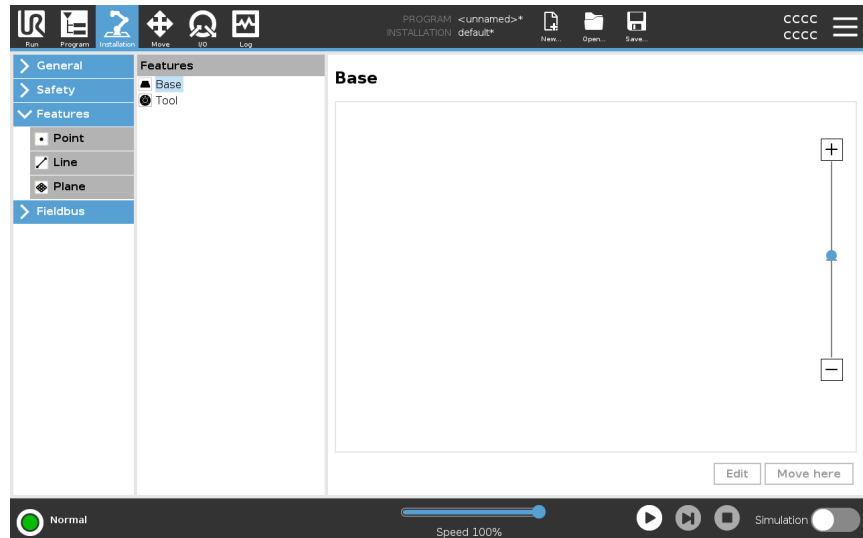 UR
Run
Program
Installation
Move
I/O
Log
PROGRAM <unnamed>*
INSTALLATION default*
New...
Open...
Save...
CCCC
CCCC
General
Safety
Features
Point
Line
Plane
Fieldbus
Features
Base
Tool
Base
+
−
Edit
Move here
Normal
Speed 100%
Simulation